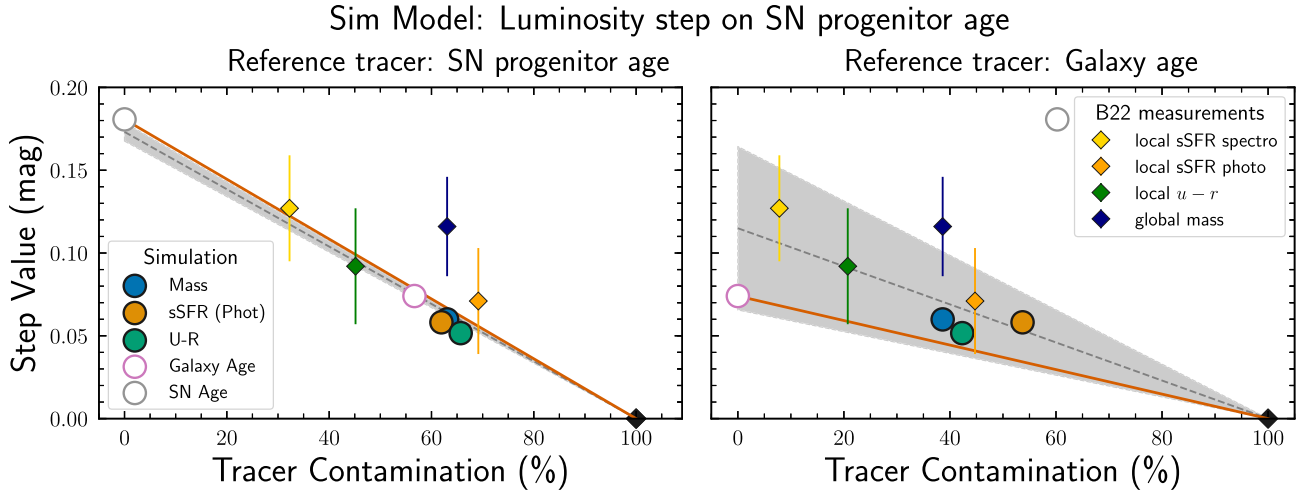 Sim Model: Luminosity step on SN progenitor age
Reference tracer: SN progenitor age
Reference tracer: Galaxy age
Step Value (mag)
0.20
0.15
0.10
0.05
0.00
Simulation
Mass
sSFR (Phot)
U-R
Galaxy Age
SN Age
B22 measurements
local sSFR spectro
local sSFR photo
local u − r
global mass
0 20 40 60 80 100
0 20 40 60 80 100
Tracer Contamination (%)
Tracer Contamination (%)